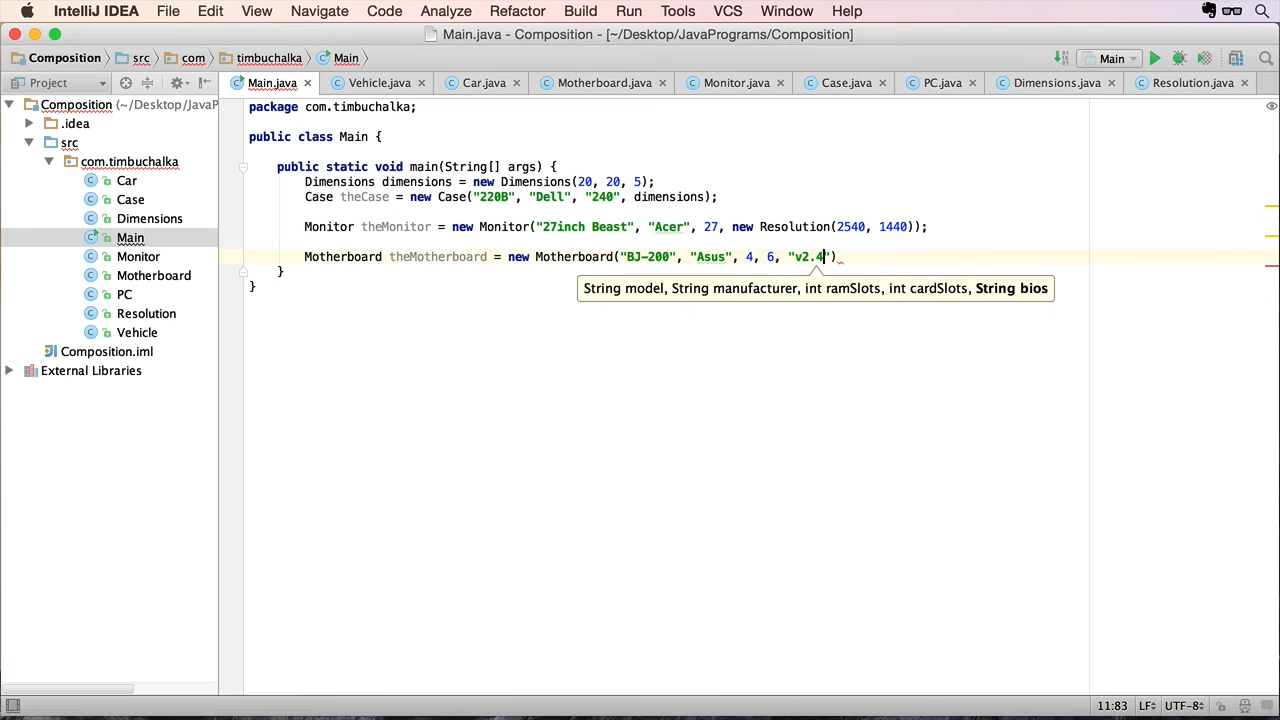 IntelliJ IDEA File Edit View Navigate Code Analyze Refactor Build Run Tools VCS Window Help
Main.java - Composition - [~/Desktop/JavaPrograms/Composition]
Composition src com timbuchalka Main Main
Project Main.java Vehicle.java Car.java Motherboard.java Monitor.java Case.java PC.java Dimensions.java Resolution.java
Composition (~/Desktop/JavaP
.idea
src
com.timbuchalka
Car
Case
Dimensions
Main
Monitor
Motherboard
PC
Resolution
Vehicle
Composition.iml
External Libraries
package com.timbuchalka;
public class Main {
public static void main(String[] args) {
Dimensions dimensions = new Dimensions(20, 20, 5);
Case theCase = new Case("220B", "Dell", "240", dimensions);
Monitor theMonitor = new Monitor("27inch Beast", "Acer", 27, new Resolution(2540, 1440));
Motherboard theMotherboard = new Motherboard("BJ-200", "Asus", 4, 6, "v2.4")
}
}
String model, String manufacturer, int ramSlots, int cardSlots, String bios
11:83 LF UTF-8